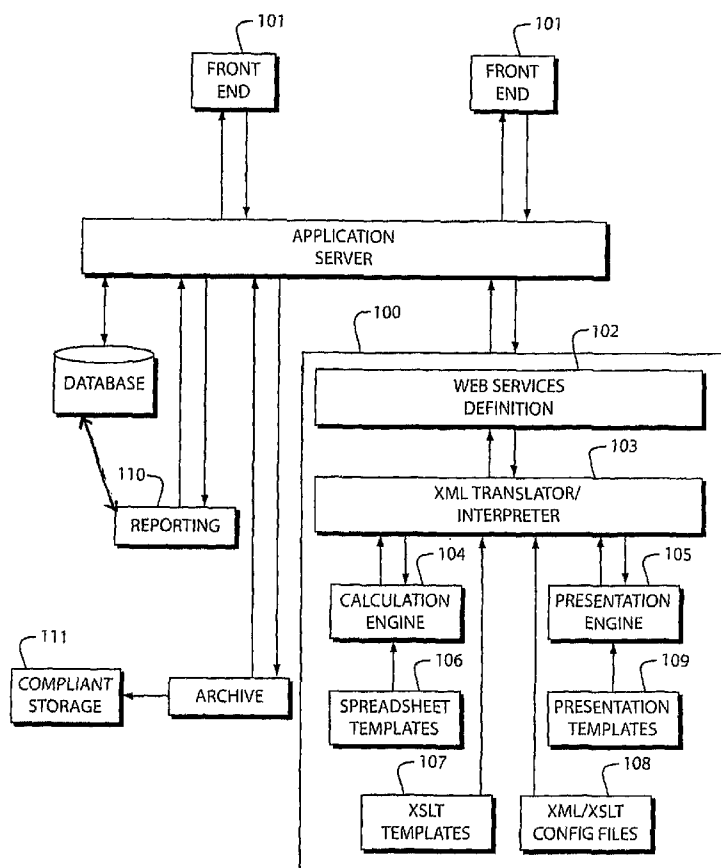 101
101
FRONT
END
FRONT
END
APPLICATION
SERVER
100
102
DATABASE
WEB SERVICES
DEFINITION
103
110
XML TRANSLATOR/
INTERPRETER
REPORTING
104
105
CALCULATION
ENGINE
PRESENTATION
ENGINE
111
106
109
COMPLIANT
STORAGE
ARCHIVE
SPREADSHEET
TEMPLATES
PRESENTATION
TEMPLATES
107
108
XSLT
TEMPLATES
XML/XSLT
CONFIG FILES